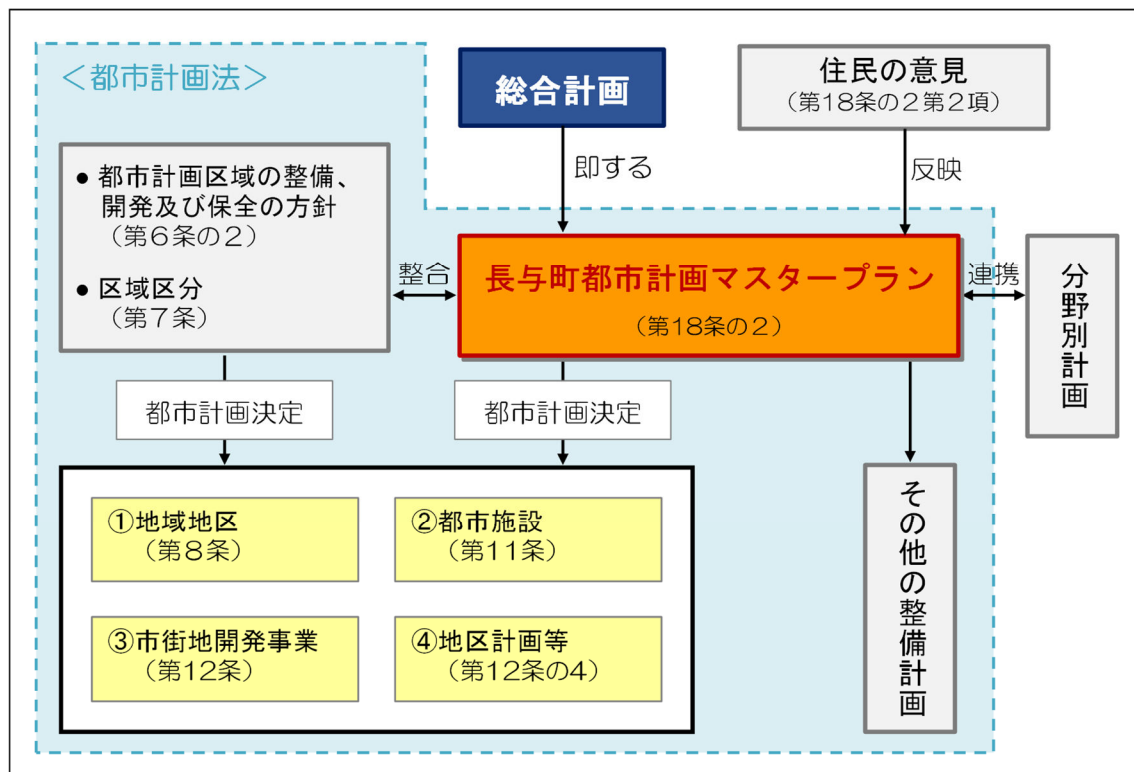 ＜都市計画法＞
総合計画
住民の意見
（第18条の２第２項）
即する
反映
● 都市計画区域の整備、
開発及び保全の方針
（第６条の２）
● 区域区分
（第７条）
整合
長与町都市計画マスタープラン
（第18条の２）
連携
分野別計画
都市計画決定
都市計画決定
①地域地区
（第８条）
②都市施設
（第11条）
③市街地開発事業
（第12条）
④地区計画等
（第12条の4）
その他の整備計画